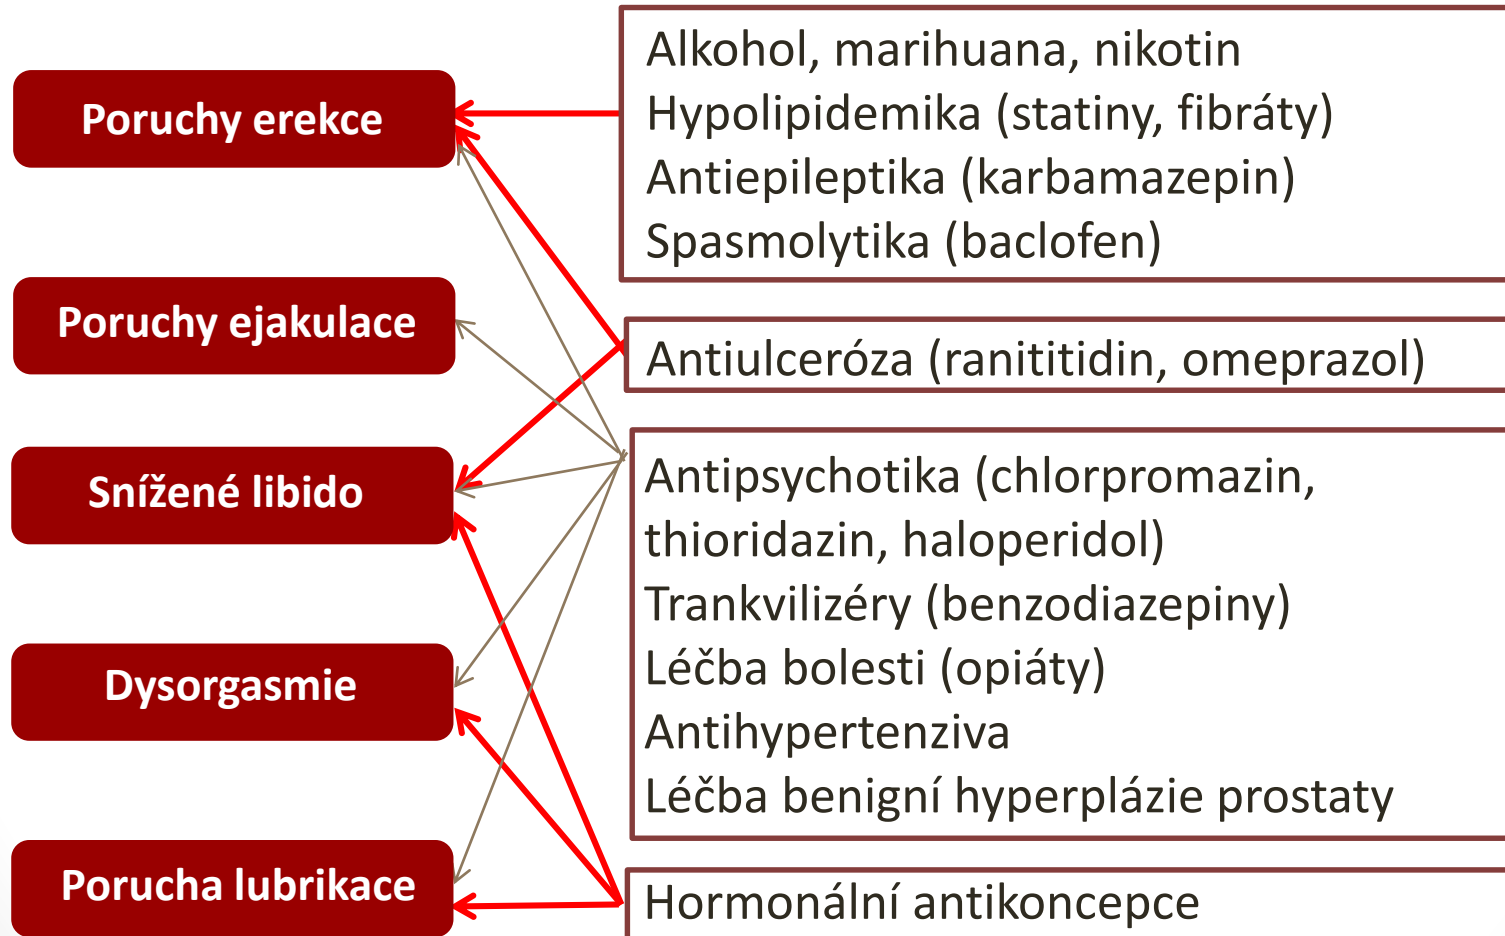 Poruchy erekce
Poruchy ejakulace
Snížené libido
Dysorgasmie
Porucha lubrikace
Alkohol, marihuana, nikotin
Hypolipidemika (statiny, fibráty)
Antiepileptika (karbamazepin)
Spasmolytika (baclofen)
Antiulceróza (ranititidin, omeprazol)
Antipsychotika (chlorpromazin,
thioridazin, haloperidol)
Trankvilizéry (benzodiazepiny)
Léčba bolesti (opiáty)
Antihypertenziva
Léčba benigní hyperplázie prostaty
Hormonální antikoncepce